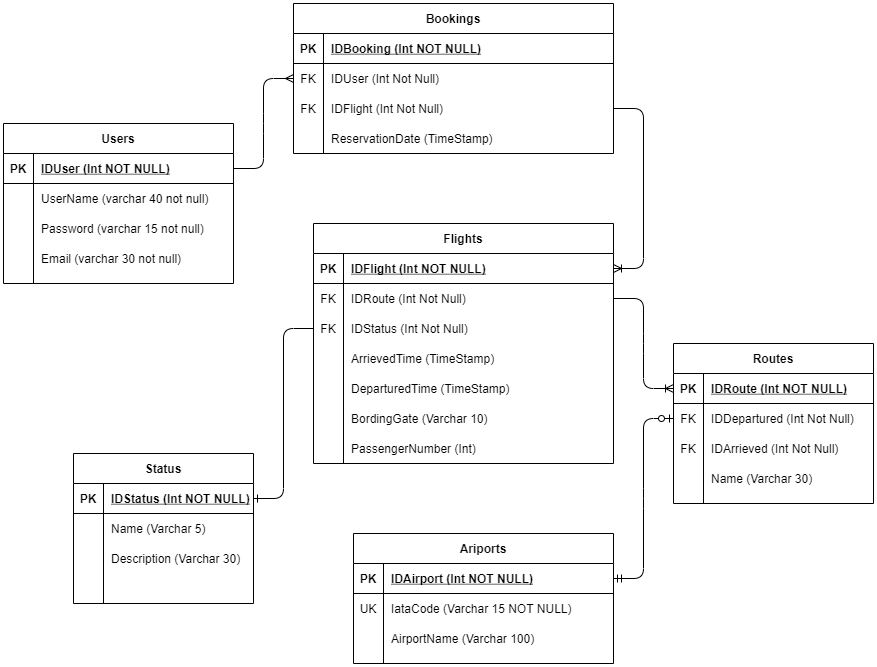 Bookings
PK IDBooking (Int NOT NULL)
FK IDUser (Int Not Null)
FK IDFlight (Int Not Null)
ReservationDate (TimeStamp)
Users
PK IDUser (Int NOT NULL)
UserName (varchar 40 not null)
Password (varchar 15 not null)
Email (varchar 30 not null)
Flights
PK IDFlight (Int NOT NULL)
FK IDRoute (Int Not Null)
FK IDStatus (Int Not Null)
ArrievedTime (TimeStamp)
DeparturedTime (TimeStamp)
BordingGate (Varchar 10)
PassengerNumber (Int)
Routes
PK IDRoute (Int NOT NULL)
FK IDDepartured (Int Not Null)
FK IDArrieved (Int Not Null)
Name (Varchar 30)
Status
PK IDStatus (Int NOT NULL)
Name (Varchar 5)
Description (Varchar 30)
Ariports
PK IDAirport (Int NOT NULL)
UK IataCode (Varchar 15 NOT NULL)
AirportName (Varchar 100)